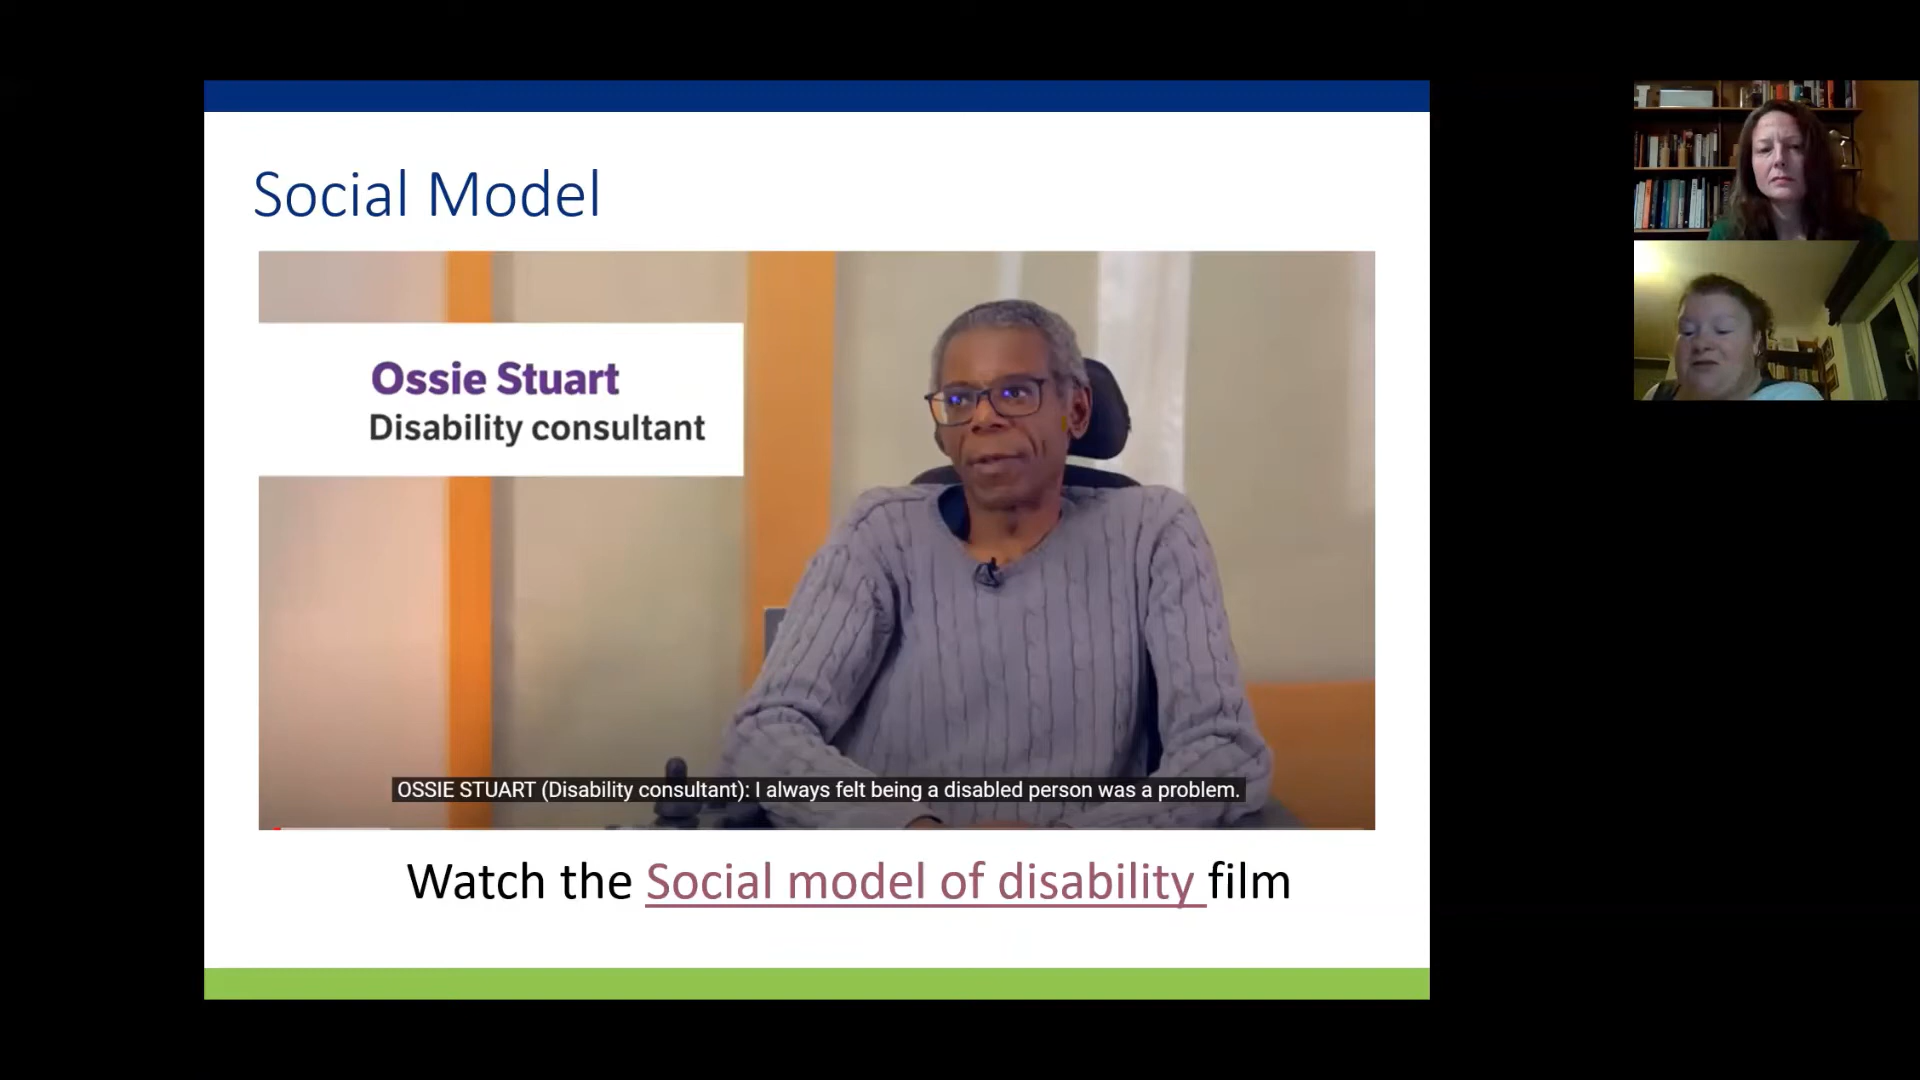 Social Model
Ossie Stuart
Disability consultant
OSSIE STUART (Disability consultant): I always felt being a disabled person was a problem.
Watch the Social model of disability film